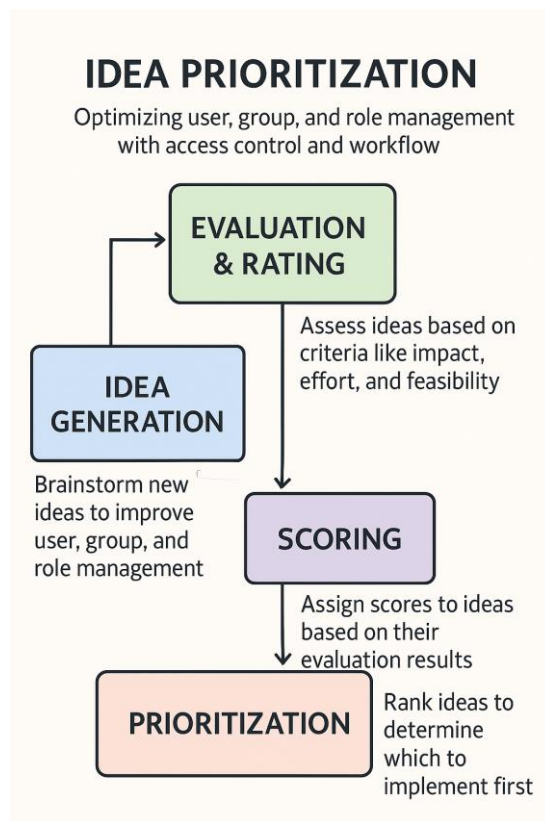 IDEA PRIORITIZATION
Optimizing user, group, and role management
with access control and workflow
EVALUATION
& RATING
Assess ideas based on
criteria like impact,
effort, and feasibility
IDEA
GENERATION
Brainstorm new
ideas to improve
user, group, and
role management
SCORING
Assign scores to ideas
based on their
evaluation results
PRIORITIZATION
Rank ideas to
determine
which to
implement first